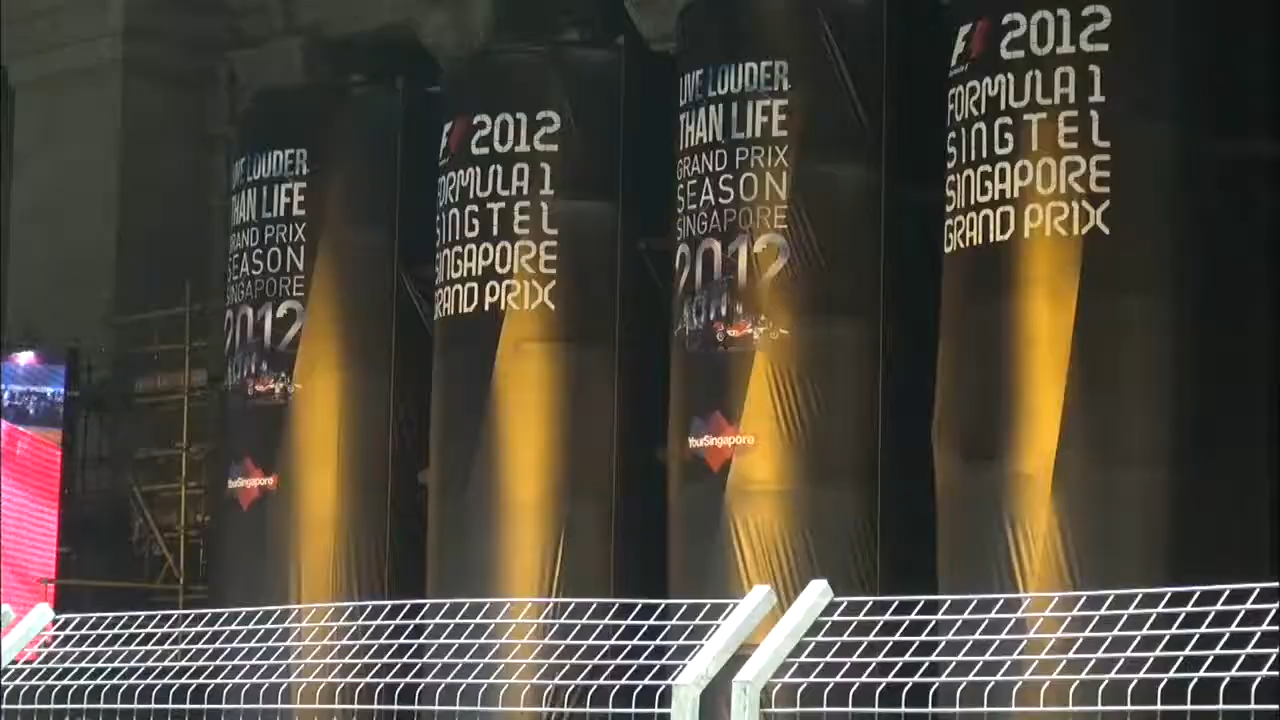 LIVE LOUDER
THAN LIFE
GRAND PRIX
SEASON
SINGAPORE
2012
YourSingapore
F1 2012
FORMULA 1
SINGTEL
SINGAPORE
GRAND PRIX
LIVE LOUDER
THAN LIFE
GRAND PRIX
SEASON
SINGAPORE
2012
YourSingapore
F1 2012
FORMULA 1
SINGTEL
SINGAPORE
GRAND PRIX